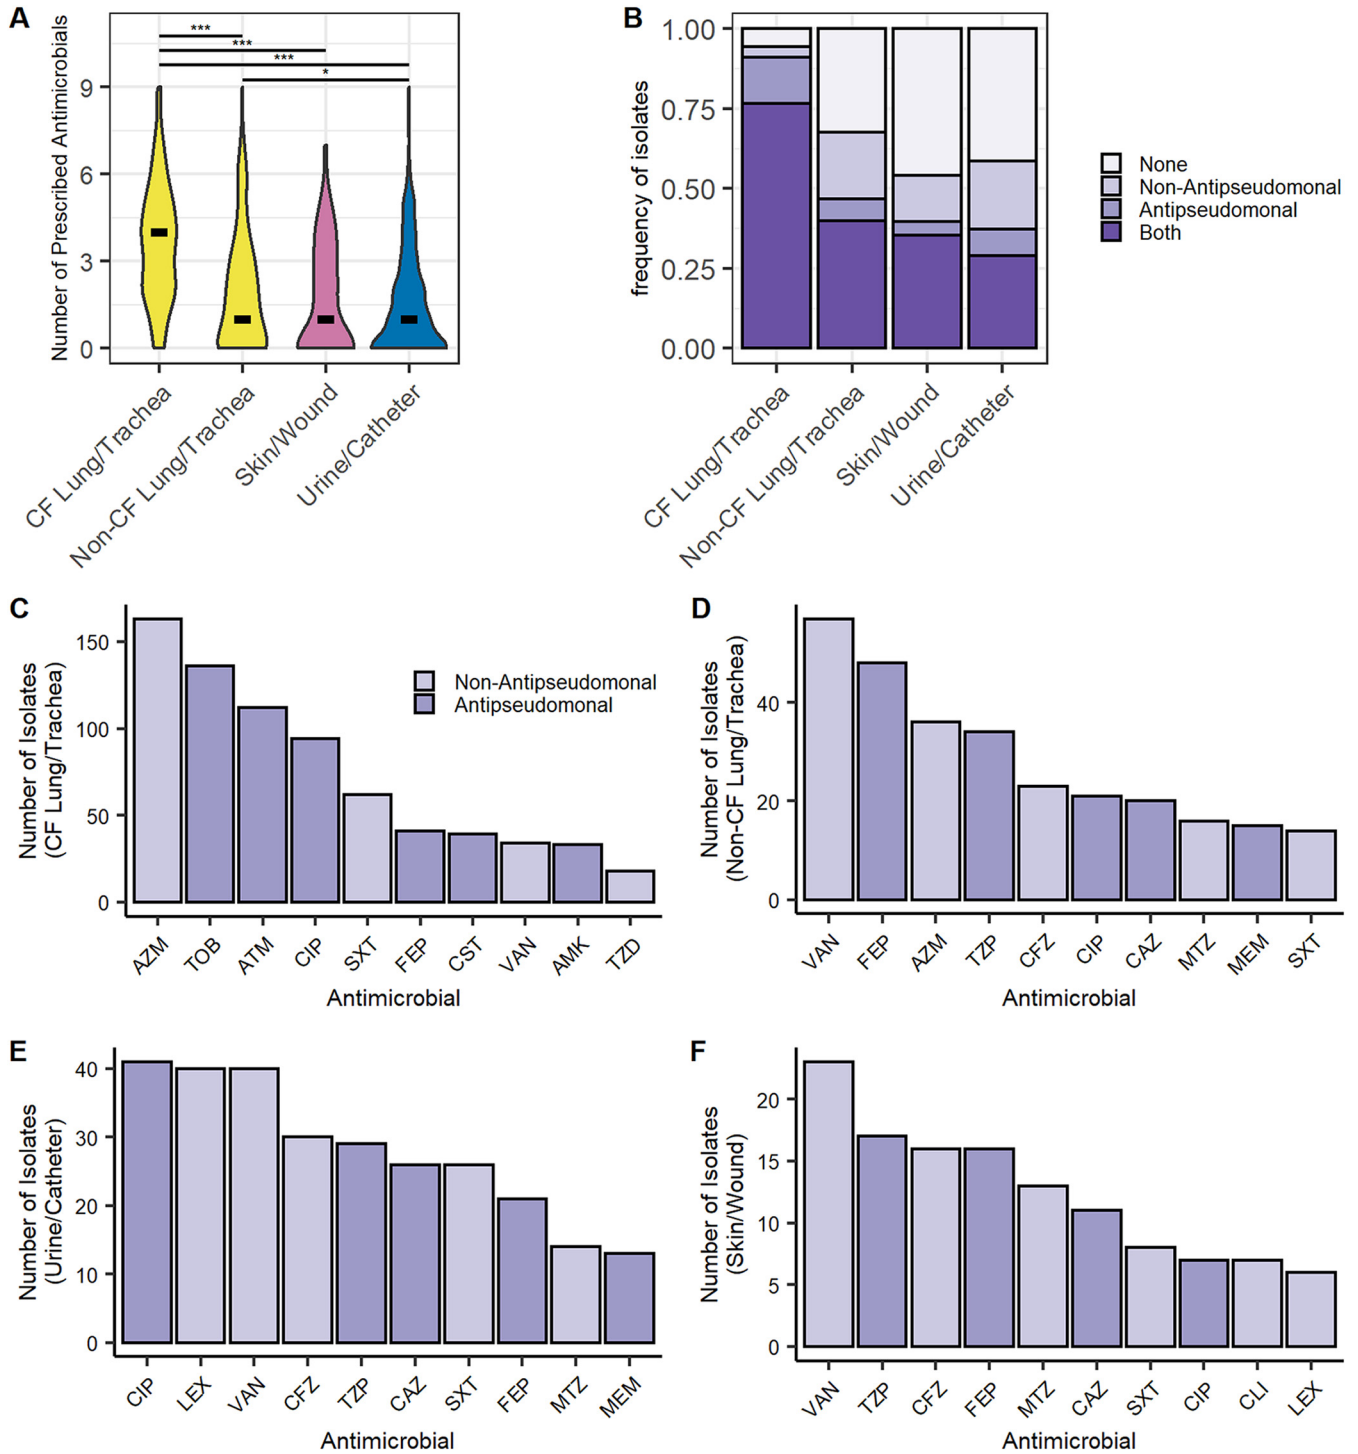 A
Number of Prescribed Antimicrobials
***
***
***
*
9
6
3
0
CF Lung/Trachea
Non-CF Lung/Trachea
Skin/Wound
Urine/Catheter
B
frequency of isolates
1.00
0.75
0.50
0.25
0.00
CF Lung/Trachea
Non-CF Lung/Trachea
Skin/Wound
Urine/Catheter
None
Non-Antipseudomonal
Antipseudomonal
Both
C
Number of Isolates
(CF Lung/Trachea)
150
100
50
0
Non-Antipseudomonal
Antipseudomonal
AZM TOB ATM CIP SXT FEP CST VAN AMK TZD
Antimicrobial
D
Number of Isolates
(Non-CF Lung/Trachea)
40
20
0
VAN FEP AZM TZP CFZ CIP CAZ MTZ MEM SXT
Antimicrobial
E
Number of Isolates
(Urine/Catheter)
40
30
20
10
0
CIP LEX VAN CFZ TZP CAZ SXT FEP MTZ MEM
Antimicrobial
F
Number of Isolates
(Skin/Wound)
20
15
10
5
0
VAN TZP CFZ FEP MTZ CAZ SXT CIP CLI LEX
Antimicrobial